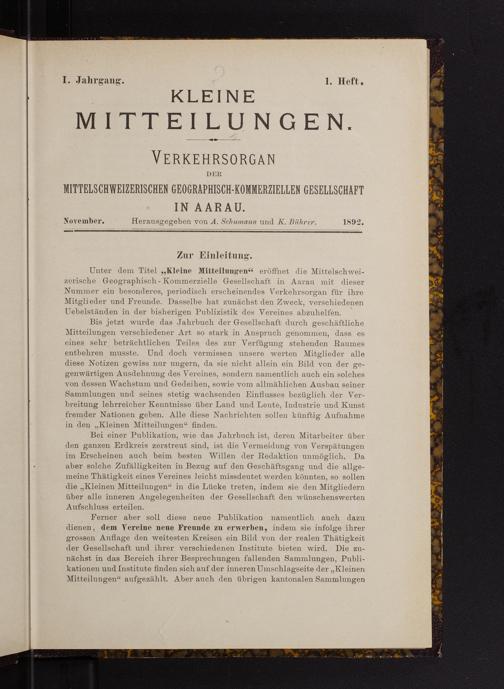 I. Jahrgang. 1. Heft.
KLEINE
MITTEILUNGEN.
VERKEHRSORGAN
DER
MITTELSCHWEIZERISCHEN GEOGRAPHISCH-KOMMERZIELLEN GESELLSCHAFT
IN AARAU.
November. Herausgegeben von A. Schumann und K. Bührer. 1892.
Zur Einleitung.
Unter dem Titel „Kleine Mitteilungen“ eröffnet die Mittelschwei-
zerische Geographisch-Kommerzielle Gesellschaft in Aarau mit dieser
Nummer ein besonderes, periodisch erscheinendes Verkehrsorgan für ihre
Mitglieder und Freunde. Dasselbe hat zunächst den Zweck, verschiedenen
Uebelständen in der bisherigen Publizistik des Vereines abzuhelfen.
Bis jetzt wurde das Jahrbuch der Gesellschaft durch geschäftliche
Mitteilungen verschiedener Art so stark in Anspruch genommen, dass es
eines sehr beträchtlichen Teiles des zur Verfügung stehenden Raumes
entbehren musste. Und doch vermissen unsere werten Mitglieder alle
diese Notizen gewiss nur ungern, da sie nicht allein ein Bild von der ge-
genwärtigen Ausdehnung des Vereines, sondern namentlich auch ein solches
von dessen Wachstum und Gedeihen, sowie vom allmählichen Ausbau seiner
Sammlungen und seines stetig wachsenden Einflusses bezüglich der Ver-
breitung lehrreicher Kenntnisse über Land und Leute, Industrie und Kunst
fremder Nationen geben. Alle diese Nachrichten sollen künftig Aufnahme
in den „Kleinen Mitteilungen“ finden.
Bei einer Publikation, wie das Jahrbuch ist, deren Mitarbeiter über
den ganzen Erdkreis zerstreut sind, ist die Vermeidung von Verspätungen
im Erscheinen auch beim besten Willen der Redaktion unmöglich. Da
aber solche Zufälligkeiten in Bezug auf den Geschäftsgang und die allge-
meine Thätigkeit eines Vereines leicht missdeutet werden könnten, so sollen
die „Kleinen Mitteilungen“ in die Lücke treten, indem sie den Mitgliedern
über alle inneren Angelegenheiten der Gesellschaft den wünschenswerten
Aufschluss erteilen.
Ferner aber soll diese neue Publikation namentlich auch dazu
dienen, dem Vereine neue Freunde zu erwerben, indem sie infolge ihrer
grossen Auflage den weitesten Kreisen ein Bild von der realen Thätigkeit
der Gesellschaft und ihrer verschiedenen Institute bieten wird. Die zu-
nächst in das Bereich ihrer Besprechungen fallenden Sammlungen, Publi-
kationen und Institute finden sich auf der inneren Umschlagseite der „Kleinen
Mitteilungen“ aufgezählt. Aber auch den übrigen kantonalen Sammlungen